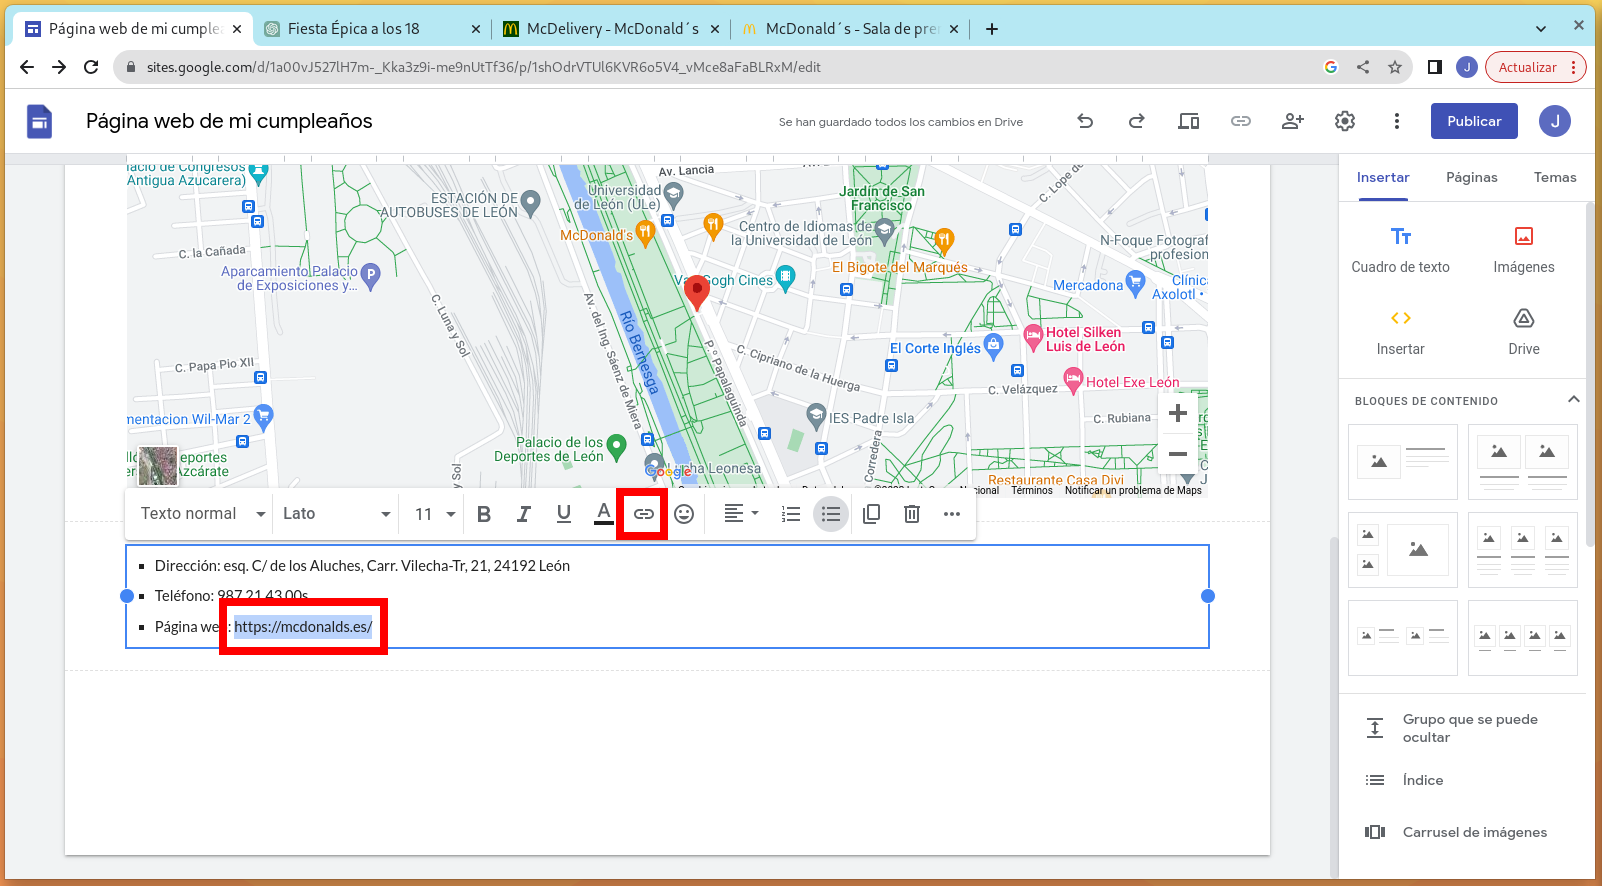 Página web de mi cumplea
Fiesta Épica a los 18
McDelivery - McDonald´s
McDonald´s - Sala de pre
sites.google.com/d/1a00vJ527lH7m-_Kka3z9i-me9nUtTf36/p/1shOdrVTUl6KVR6o5V4_vMce8aFaBLRxM/edit
J
Actualizar
Página web de mi cumpleaños
Se han guardado todos los cambios en Drive
Publicar
J
Insertar
Páginas
Temas
Cuadro de texto
Imágenes
Insertar
Drive
BLOQUES DE CONTENIDO
Grupo que se puede
ocultar
Índice
Carrusel de imágenes
lacio de Congresos
Antigua Azucarera)
ESTACIÓN DE
AUTOBUSES DE LEÓN
Universidad
de León (ULe)
Av. Lancia
Jardín de San
Francisco
C. Lope de
McDonald's
Centro de Idiomas de
la Universidad de León
N-Foque Fotograf
profesion
C. la Cañada
Aparcamiento Palacio
de Exposiciones y...
Van Gogh Cines
El Bigote del Marqués
Mercadona
Clínic
Axolotl •
C. Luna y Sol
Av. del Ing. Sáenz de Miera
Río Bernesga
P.º Papalaguinda
Hotel Silken
Luis de León
El Corte Inglés
C. Papa Pio XII
C. Cipriano de la Huerga
C. Velázquez
Hotel Exe León
mentacion Wil-Mar 2
IES Padre Isla
C. Rubiana
Palacio de los
Deportes de León
Corredera
Lucha Leonesa
Google
Restaurante Casa Divi
Términos
Notificar un problema de Maps
Texto normal
Lato
11
B
I
U
A
Dirección: esq. C/ de los Aluches, Carr. Vilecha-Tr, 21, 24192 León
Teléfono: 987 21 43 00s
Página we : https://mcdonalds.es/